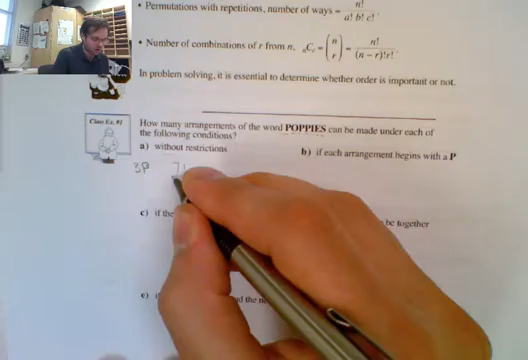 • Permutations with repetitions, number of ways = n! / a! b! c! .
• Number of combinations of r from n, nCr = (n r) = n! / (n − r)!r! .
In problem solving, it is essential to determine whether order is important or not.
Class Ex. #1
How many arrangements of the word POPPIES can be made under each of
the following conditions?
a) without restrictions
b) if each arrangement begins with a P
3P 7!
c) if the
be together
e)